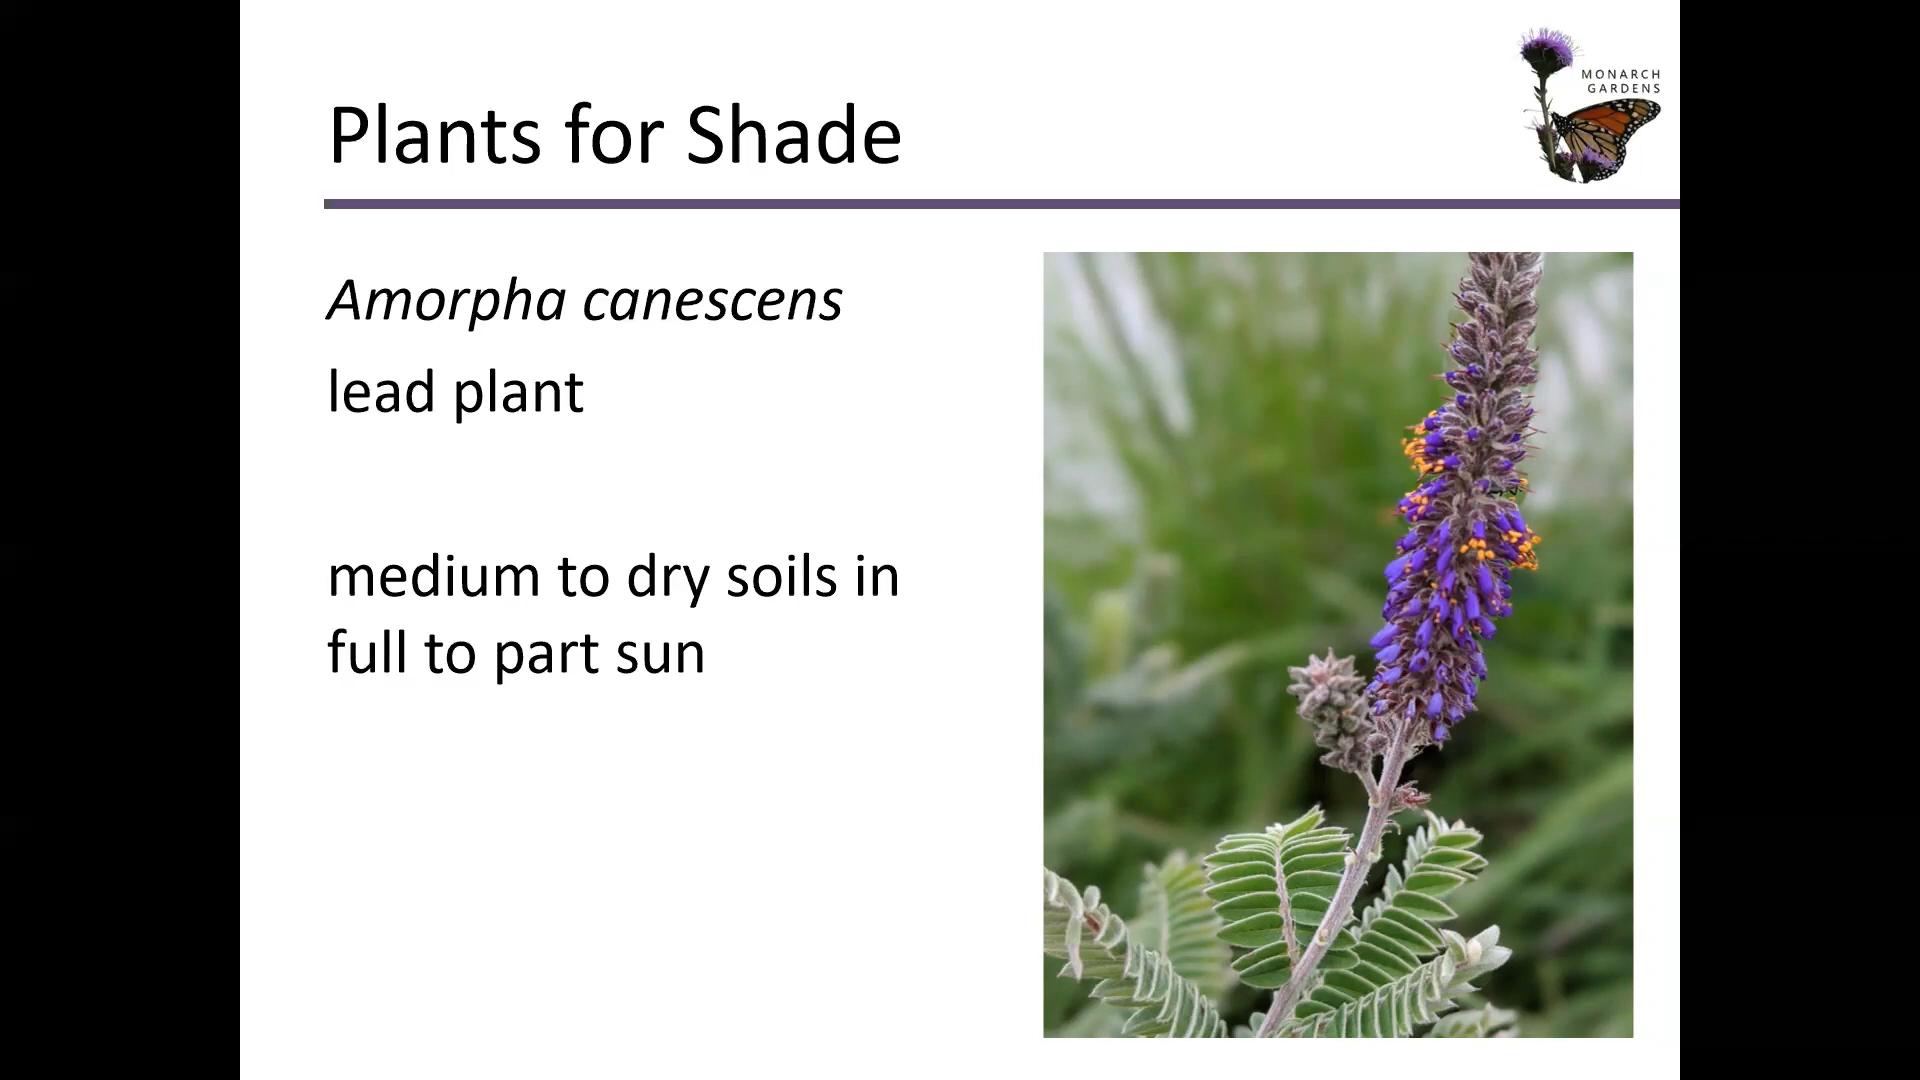 MONARCH
GARDENS
Plants for Shade
Amorpha canescens
lead plant
medium to dry soils in
full to part sun